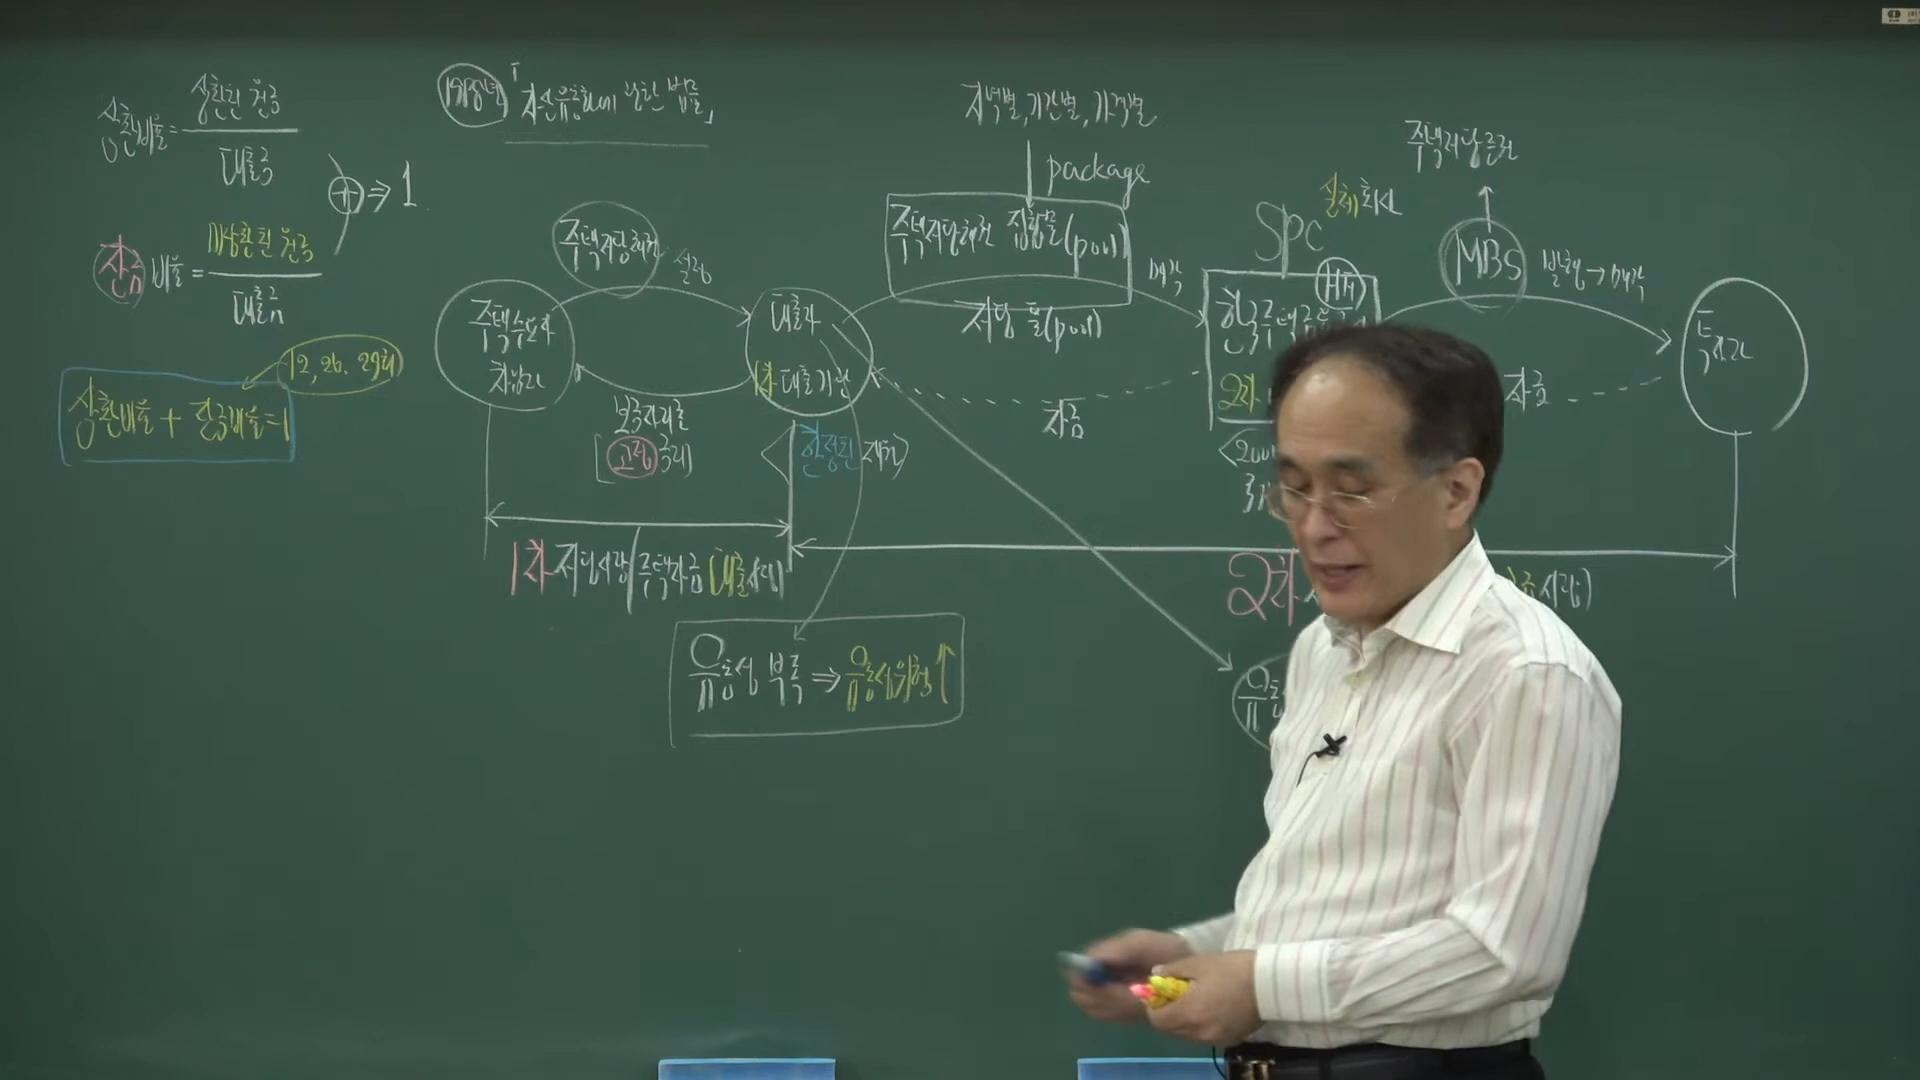 상환비율 = 상환된 원금 / 대출금
잔금비율 = 미상환된 원금 / 대출금
⊕ ⇒ 1
12, 26, 29회
상환비율 + 잔금비율 = 1
1998년 「자산유동화에 관한 법률」
주택저당채권 설정
주택수요자
차입자
대출자
1차 대출기관
[고정금리]
<한정된 재원>
1차 저당시장/주택자금 대출시장)
유동성 부족 ⇒ 유동성위험↑
지역별, 기간별, 가격별
package
주택저당채권 집합물(pool)
저당 풀(pool)
매각
자금
SPC
실체회사
HF
한국주택금융
2차
<200
주택저당증권
MBS
발행→매각
자금
투자자
2차
시장)
유동